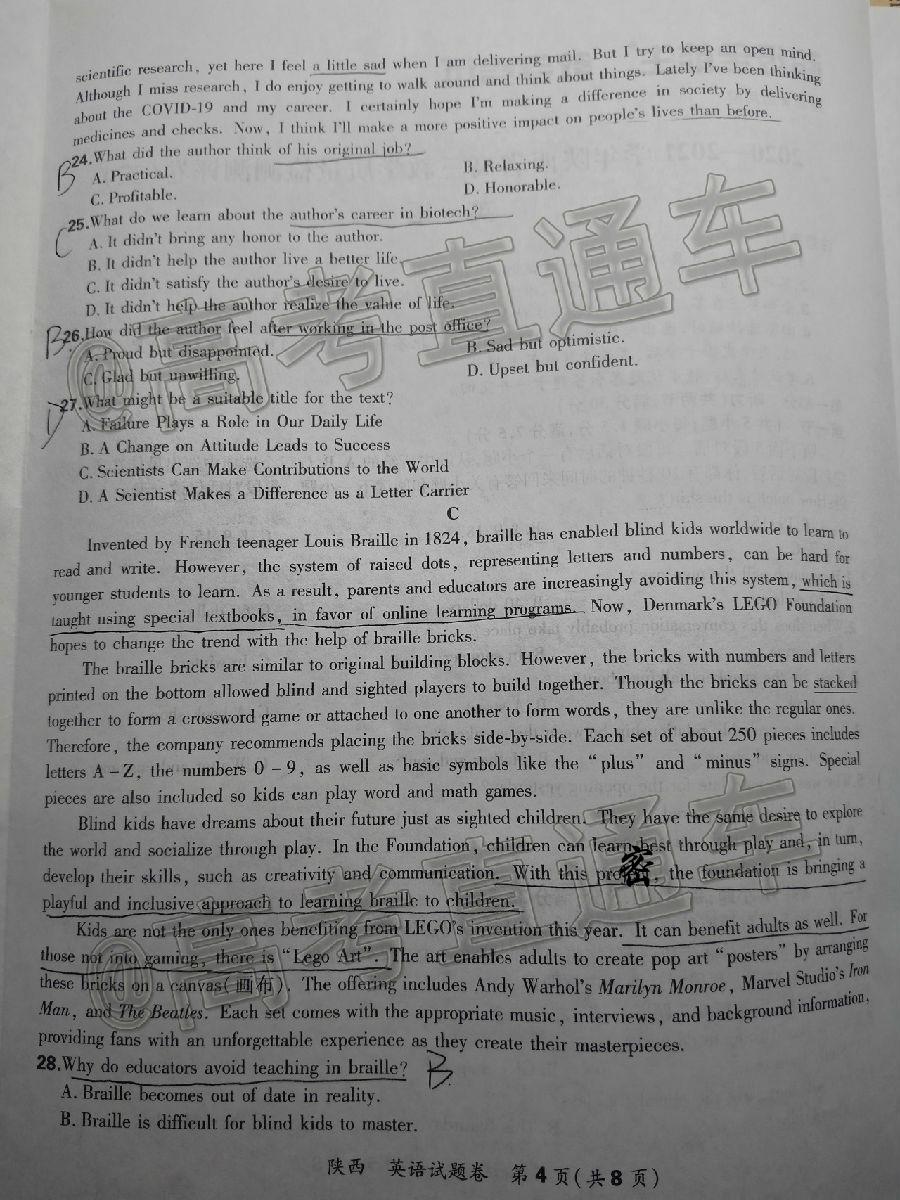 scientific research, yet here I feel a little sad when I am delivering mail. But I try to keep an open mind.
Although I miss research, I do enjoy getting to walk around and think about things. Lately I've been thinking
about the COVID-19 and my career. I certainly hope I'm making a difference in society by delivering
medicines and checks. Now, I think I'll make a more positive impact on people's lives than before.
B 24.What did the author think of his original job?
A. Practical. B. Relaxing.
C. Profitable. D. Honorable.
C 25.What do we learn about the author's career in biotech?
A. It didn't bring any honor to the author.
B. It didn't help the author live a better life.
C. It didn't satisfy the author's desire to live.
D. It didn't help the author realize the value of life.
B 26.How did the author feel after working in the post office?
A. Proud but disappointed. B. Sad but optimistic.
C. Glad but unwilling. D. Upset but confident.
D 27.What might be a suitable title for the text?
A. Failure Plays a Role in Our Daily Life
B. A Change on Attitude Leads to Success
C. Scientists Can Make Contributions to the World
D. A Scientist Makes a Difference as a Letter Carrier
C
Invented by French teenager Louis Braille in 1824, braille has enabled blind kids worldwide to learn to
read and write. However, the system of raised dots, representing letters and numbers, can be hard for
younger students to learn. As a result, parents and educators are increasingly avoiding this system, which is
taught using special textbooks, in favor of online learning programs. Now, Denmark's LEGO Foundation
hopes to change the trend with the help of braille bricks.
The braille bricks are similar to original building blocks. However, the bricks with numbers and letters
printed on the bottom allowed blind and sighted players to build together. Though the bricks can be stacked
together to form a crossword game or attached to one another to form words, they are unlike the regular ones.
Therefore, the company recommends placing the bricks side-by-side. Each set of about 250 pieces includes
letters A-Z, the numbers 0-9, as well as basic symbols like the "plus" and "minus" signs. Special
pieces are also included so kids can play word and math games.
Blind kids have dreams about their future just as sighted children. They have the same desire to explore
the world and socialize through play. In the Foundation, children can learn best through play and, in turn,
develop their skills, such as creativity and communication. With this pro密, the foundation is bringing a
playful and inclusive approach to learning braille to children.
Kids are not the only ones benefiting from LEGO's invention this year. It can benefit adults as well. For
those not into gaming, there is "Lego Art". The art enables adults to create pop art "posters" by arranging
these bricks on a canvas(画布). The offering includes Andy Warhol's Marilyn Monroe, Marvel Studio's Iron
Man, and The Beatles. Each set comes with the appropriate music, interviews, and background information,
providing fans with an unforgettable experience as they create their masterpieces.
28.Why do educators avoid teaching in braille? B
A. Braille becomes out of date in reality.
B. Braille is difficult for blind kids to master.
陕西 英语试题卷 第4页(共8页)
@高考直通车
@高考直通车